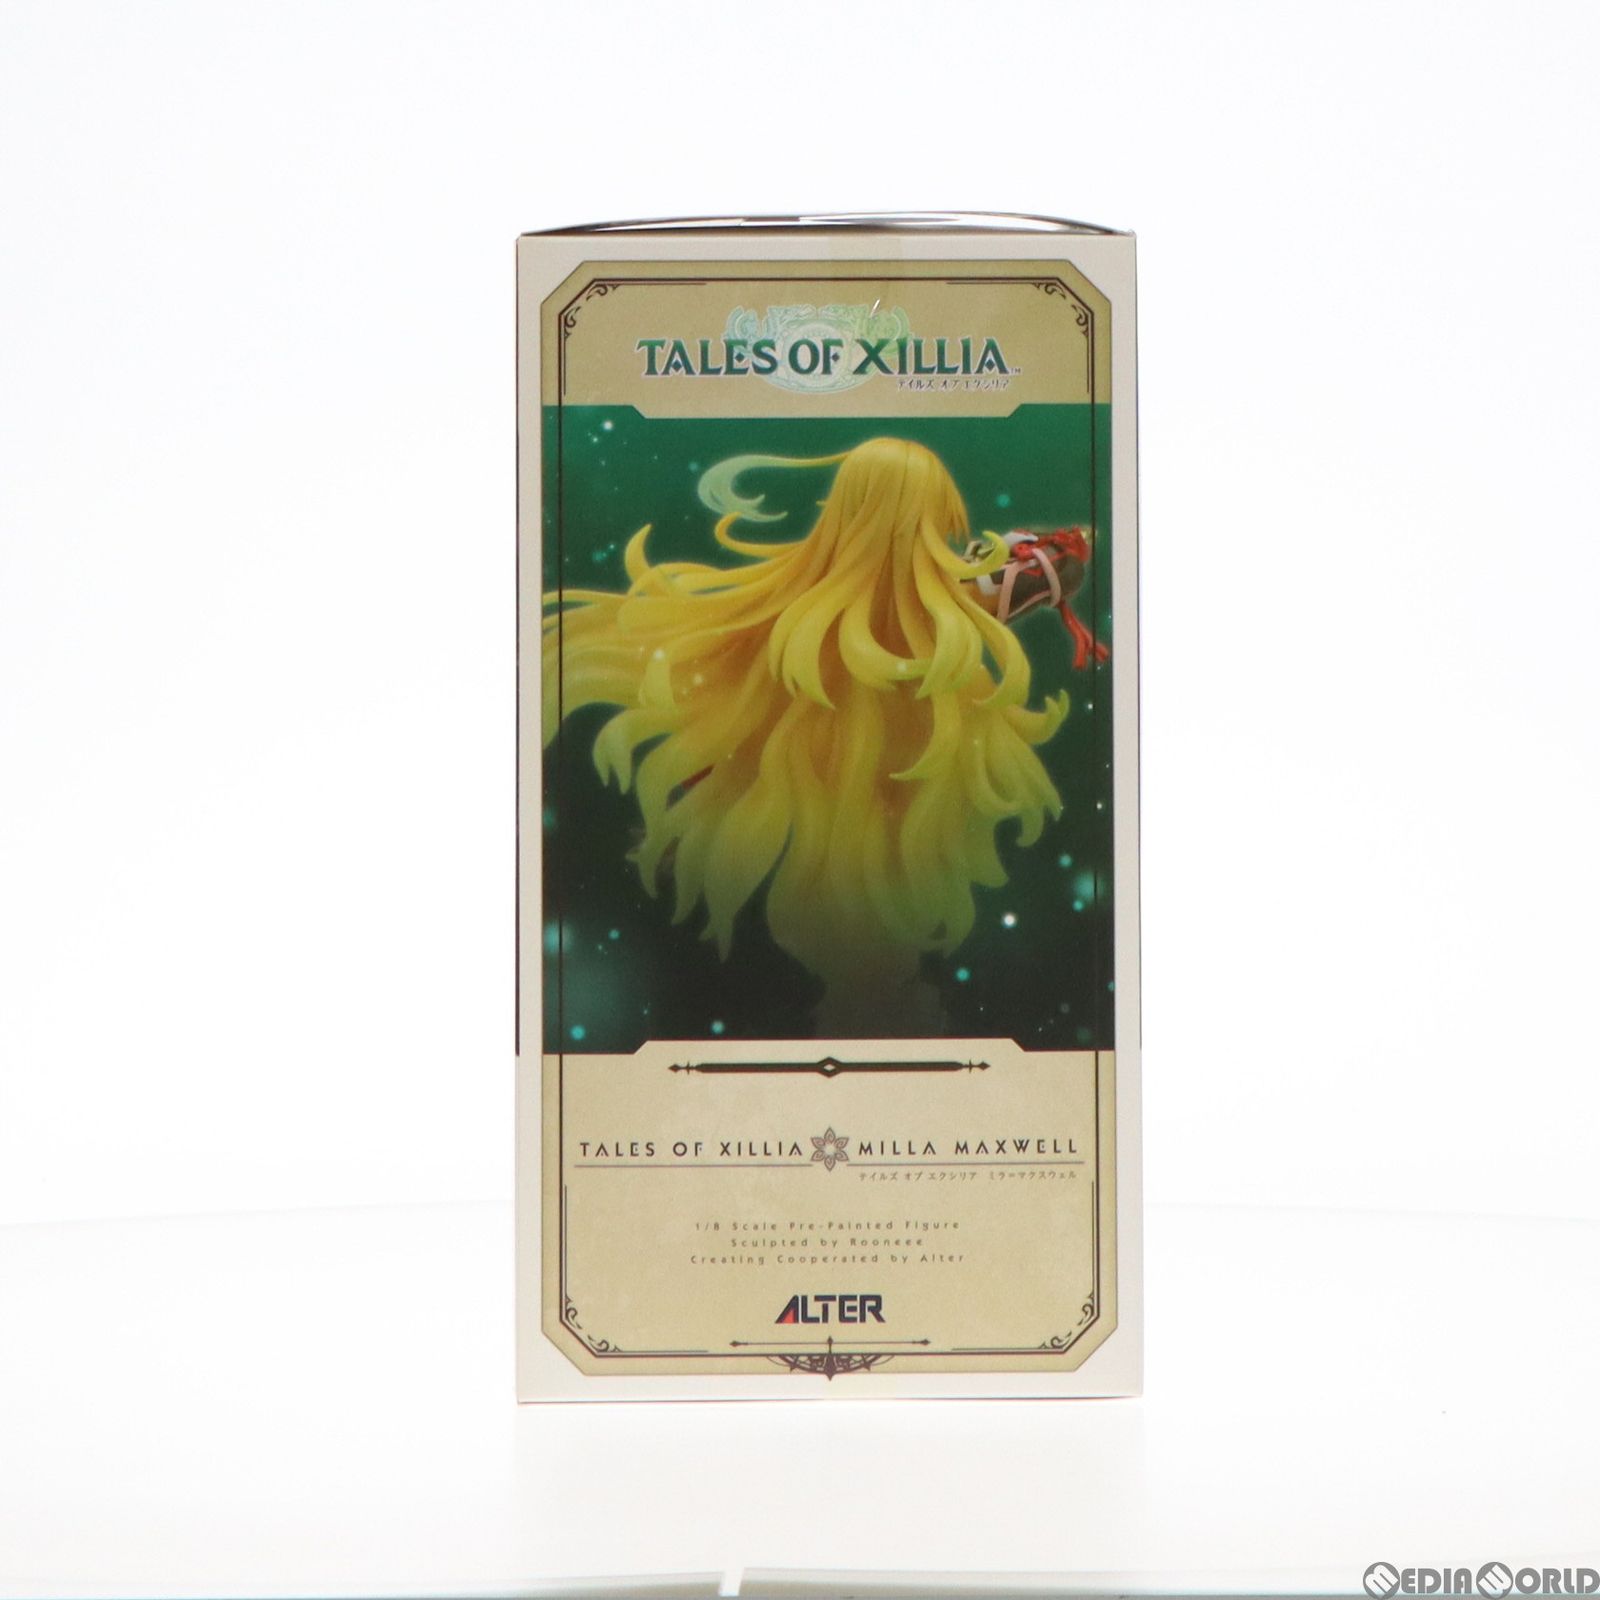 TALES OF XILLIA™
テイルズ オブ エクシリア
TALES OF XILLIA MILLA MAXWELL
テイルズ オブ エクシリア ミラ=マクスウェル
1/8 Scale Pre-Painted Figure
Sculpted by Rooneee
Creating Cooperated by Alter
ALTER
MEDIAWORLD